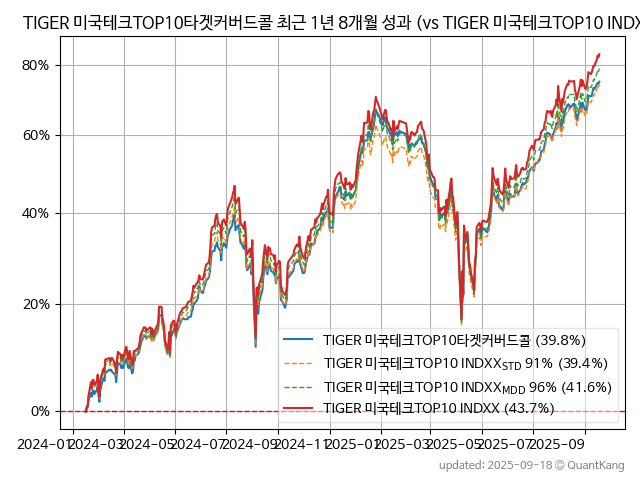 TIGER 미국테크TOP10타겟커버드콜 최근 1년 8개월 성과 (vs TIGER 미국테크TOP10 INDX
80%
60%
40%
20%
0%
TIGER 미국테크TOP10타겟커버드콜 (39.8%)
TIGER 미국테크TOP10 INDXXSTD 91% (39.4%)
TIGER 미국테크TOP10 INDXXMDD 96% (41.6%)
TIGER 미국테크TOP10 INDXX (43.7%)
2024-01 2024-03 2024-05 2024-07 2024-09 2024-11 2025-01 2025-03 2025-05 2025-07 2025-09
updated: 2025-09-18 © QuantKang